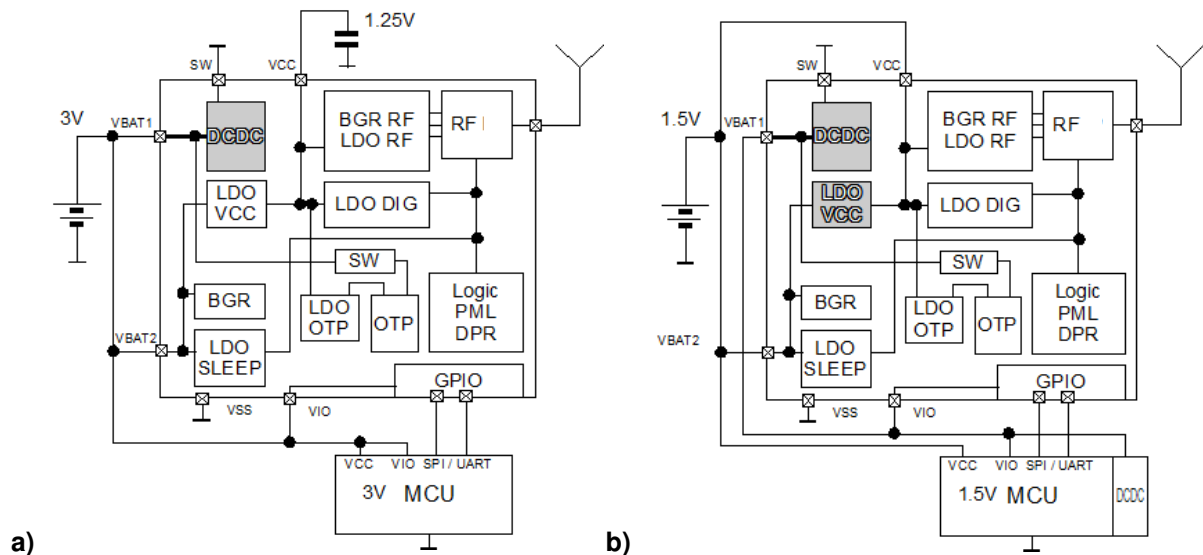 1.25V
SW VCC
3V VBAT1
DCDC
BGR RF
LDO RF
RF
LDO
VCC
LDO DIG
SW
BGR
LDO
OTP
OTP
Logic
PML
DPR
VBAT2
LDO
SLEEP
GPIO
VSS VIO
VCC VIO SPI / UART
3V MCU
a)
SW VCC
1.5V VBAT1
DCDC
BGR RF
LDO RF
RF
LDO
VCC
LDO DIG
SW
BGR
LDO
OTP
OTP
Logic
PML
DPR
VBAT2
LDO
SLEEP
GPIO
VSS VIO
VCC VIO SPI / UART
1.5V MCU DCDC
b)